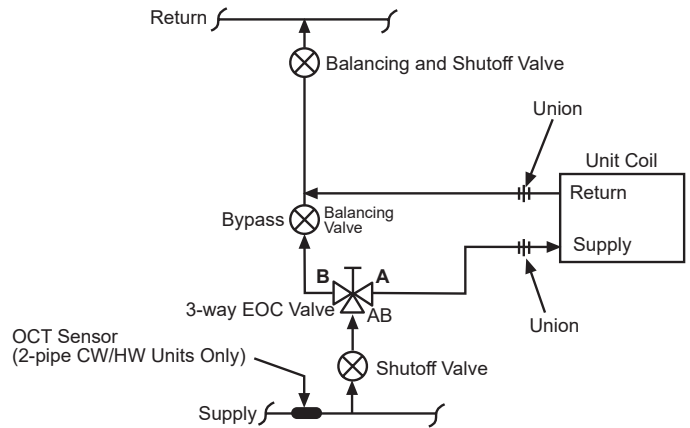 Return
Balancing and Shutoff Valve
Union
Unit Coil
Return
Bypass
Balancing
Valve
Supply
B
A
3-way EOC Valve
AB
Union
OCT Sensor
(2-pipe CW/HW Units Only)
Shutoff Valve
Supply